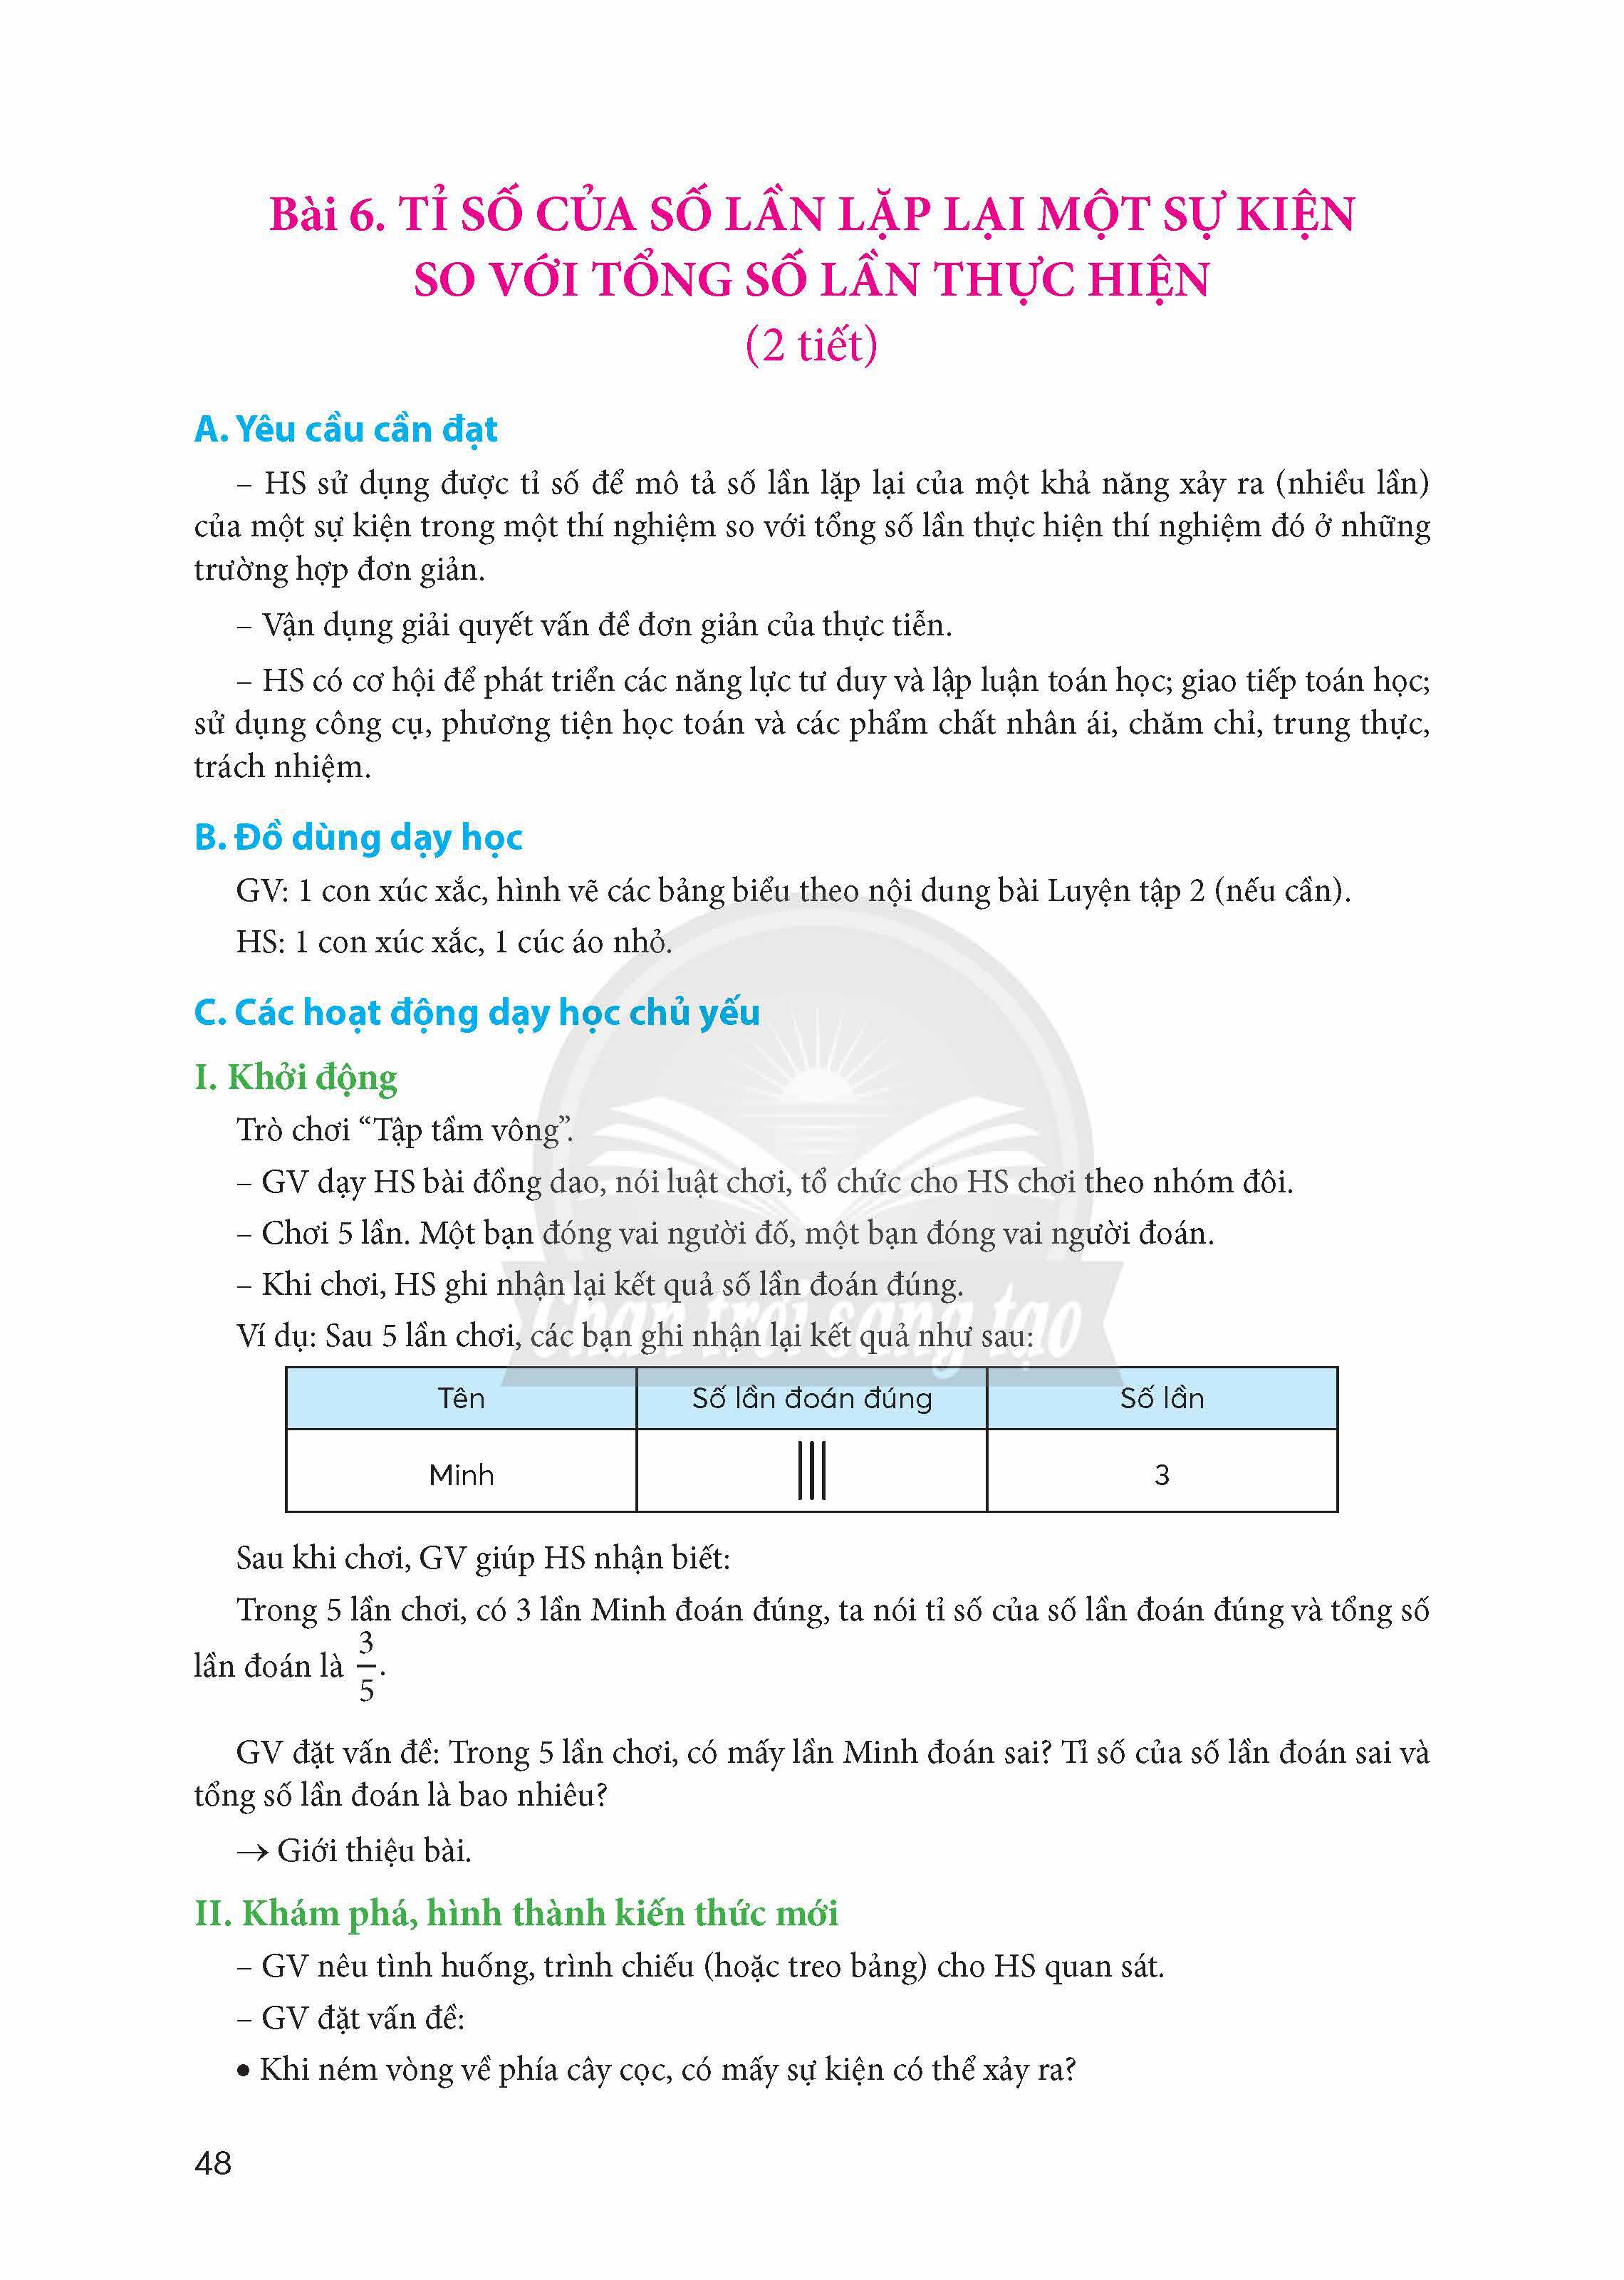 Bài 6. TỈ SỐ CỦA SỐ LẦN LẶP LẠI MỘT SỰ KIỆN
SO VỚI TỔNG SỐ LẦN THỰC HIỆN
(2 tiết)
A. Yêu cầu cần đạt
– HS sử dụng được tỉ số để mô tả số lần lặp lại của một khả năng xảy ra (nhiều lần)
của một sự kiện trong một thí nghiệm so với tổng số lần thực hiện thí nghiệm đó ở những
trường hợp đơn giản.
– Vận dụng giải quyết vấn đề đơn giản của thực tiễn.
– HS có cơ hội để phát triển các năng lực tư duy và lập luận toán học; giao tiếp toán học;
sử dụng công cụ, phương tiện học toán và các phẩm chất nhân ái, chăm chỉ, trung thực,
trách nhiệm.
B. Đồ dùng dạy học
GV: 1 con xúc xắc, hình vẽ các bảng biểu theo nội dung bài Luyện tập 2 (nếu cần).
HS: 1 con xúc xắc, 1 cúc áo nhỏ.
C. Các hoạt động dạy học chủ yếu
I. Khởi động
Trò chơi “Tập tầm vông”.
– GV dạy HS bài đồng dao, nói luật chơi, tổ chức cho HS chơi theo nhóm đôi.
– Chơi 5 lần. Một bạn đóng vai người đố, một bạn đóng vai người đoán.
– Khi chơi, HS ghi nhận lại kết quả số lần đoán đúng.
Chân trời sáng tạo
Ví dụ: Sau 5 lần chơi, các bạn ghi nhận lại kết quả như sau:
Tên Số lần đoán đúng Số lần
Minh ||| 3
Sau khi chơi, GV giúp HS nhận biết:
Trong 5 lần chơi, có 3 lần Minh đoán đúng, ta nói tỉ số của số lần đoán đúng và tổng số
lần đoán là 3/5.
GV đặt vấn đề: Trong 5 lần chơi, có mấy lần Minh đoán sai? Tỉ số của số lần đoán sai và
tổng số lần đoán là bao nhiêu?
→ Giới thiệu bài.
II. Khám phá, hình thành kiến thức mới
– GV nêu tình huống, trình chiếu (hoặc treo bảng) cho HS quan sát.
– GV đặt vấn đề:
• Khi ném vòng về phía cây cọc, có mấy sự kiện có thể xảy ra?
48